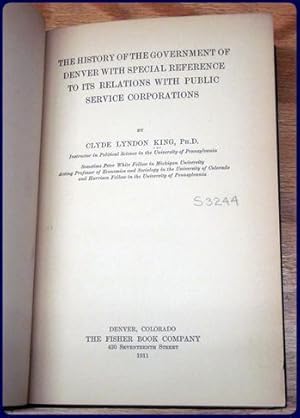 THE HISTORY OF THE GOVERNMENT OF
DENVER WITH SPECIAL REFERENCE
TO ITS RELATIONS WITH PUBLIC
SERVICE CORPORATIONS
BY
CLYDE LYNDON KING, PH.D.
Instructor in Political Science in the University of Pennsylvania
Sometime Peter White Fellow in Michigan University
Acting Professor of Economics and Sociology in the University of Colorado
and Harrison Fellow in the University of Pennsylvania
S3244
DENVER, COLORADO
THE FISHER BOOK COMPANY
430 SEVENTEENTH STREET
1911